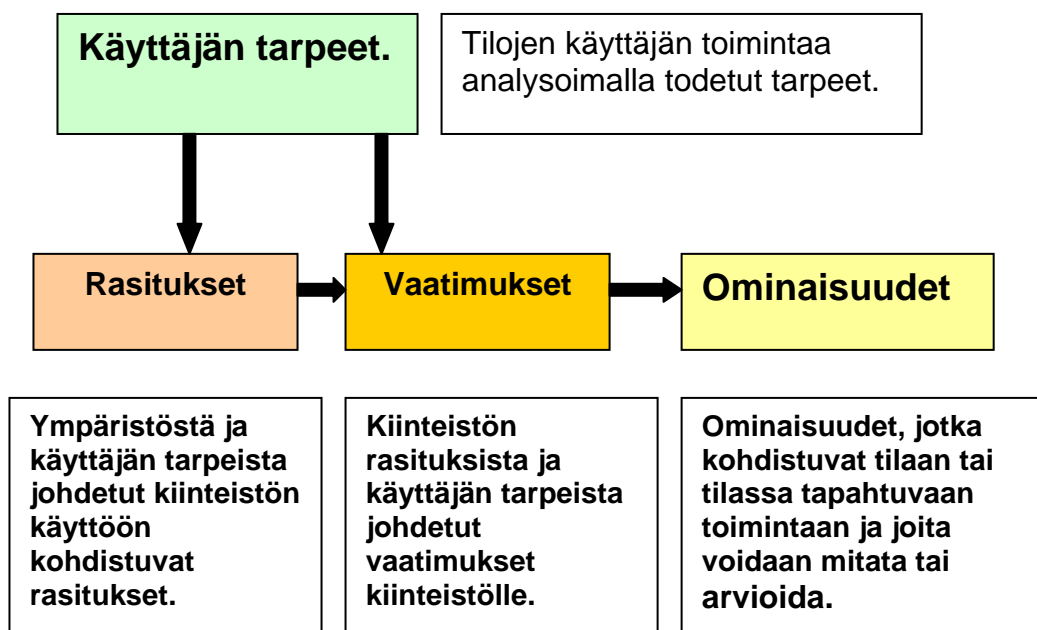 Käyttäjän tarpeet.
Tilojen käyttäjän toimintaa
analysoimalla todetut tarpeet.
Rasitukset
Vaatimukset
Ominaisuudet
Ympäristöstä ja
käyttäjän tarpeista
johdetut kiinteistön
käyttöön
kohdistuvat
rasitukset.
Kiinteistön
rasituksista ja
käyttäjän tarpeista
johdetut
vaatimukset
kiinteistölle.
Ominaisuudet, jotka
kohdistuvat tilaan tai
tilassa tapahtuvaan
toimintaan ja joita
voidaan mitata tai
arvioida.